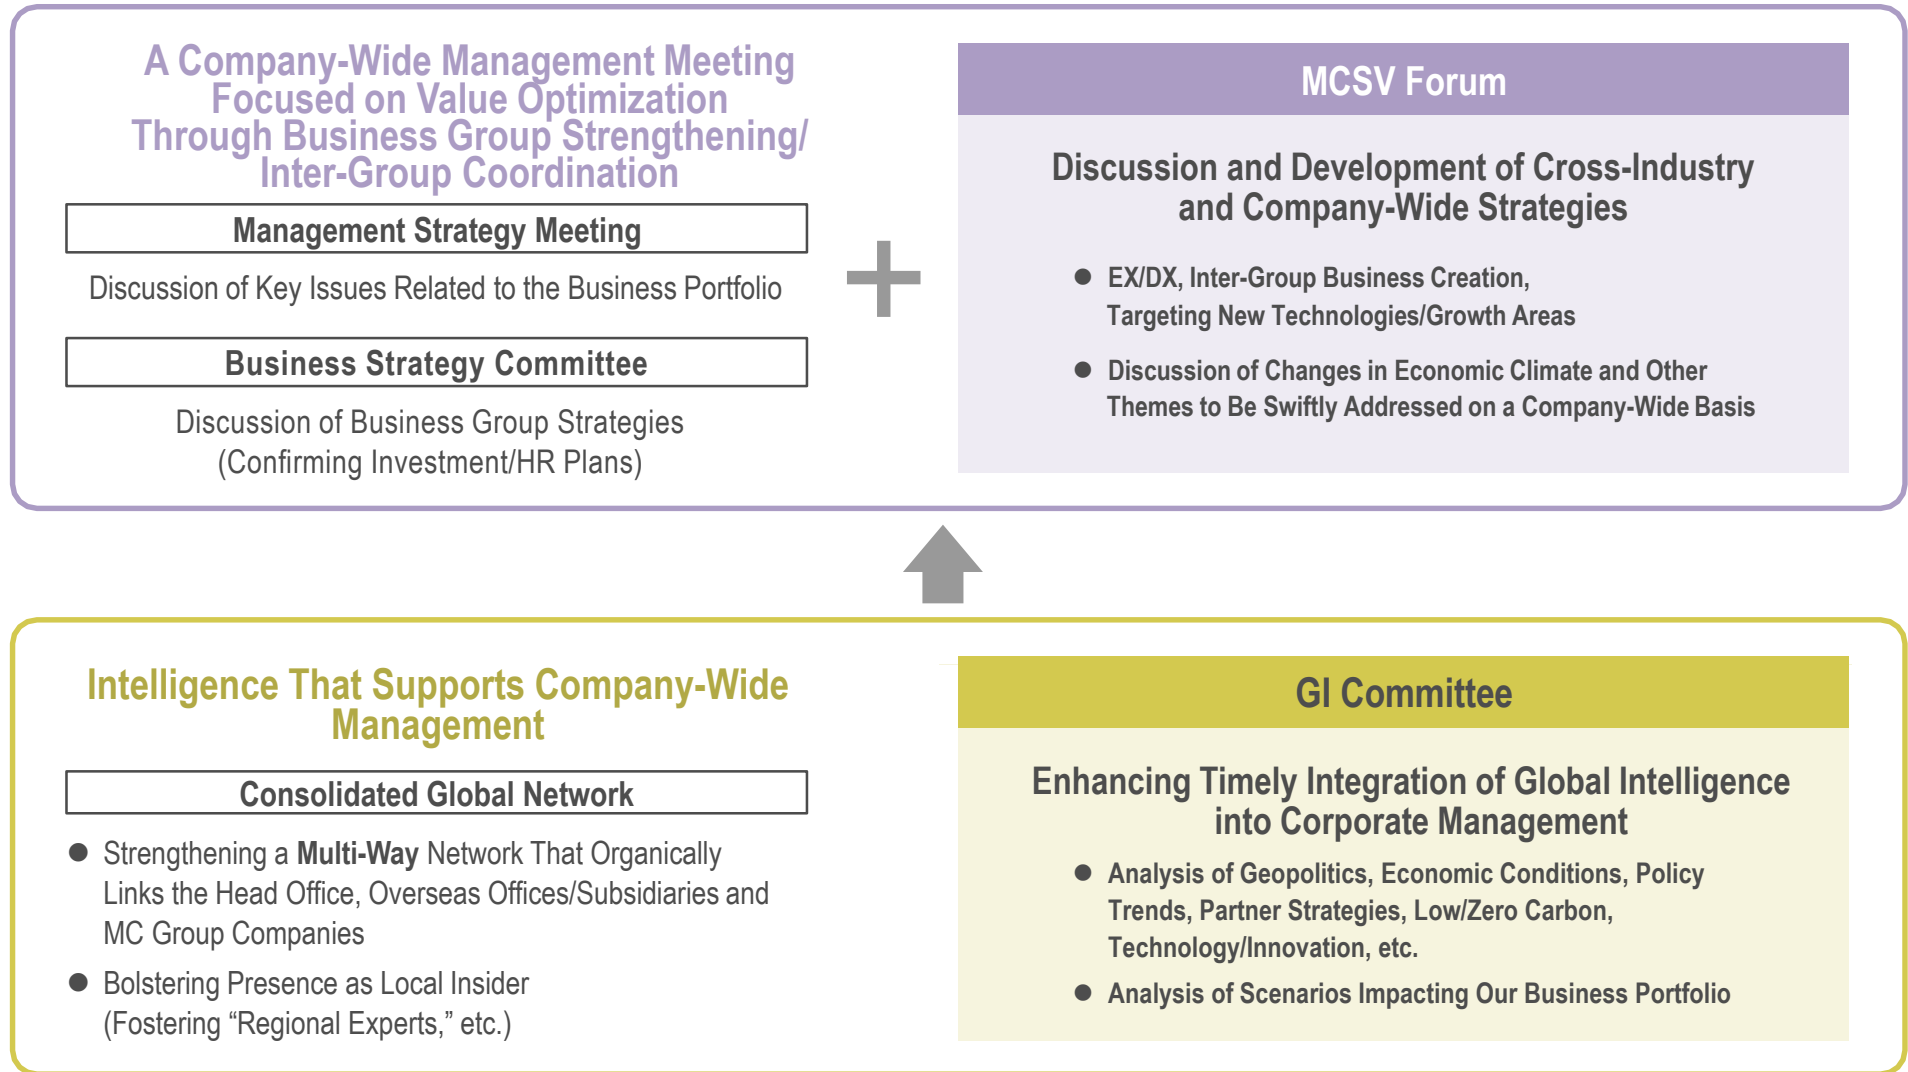 A Company-Wide Management Meeting
Focused on Value Optimization
Through Business Group Strengthening/
Inter-Group Coordination
Management Strategy Meeting
Discussion of Key Issues Related to the Business Portfolio
Business Strategy Committee
Discussion of Business Group Strategies
(Confirming Investment/HR Plans)
MCSV Forum
Discussion and Development of Cross-Industry
and Company-Wide Strategies
● EX/DX, Inter-Group Business Creation,
Targeting New Technologies/Growth Areas
● Discussion of Changes in Economic Climate and Other
Themes to Be Swiftly Addressed on a Company-Wide Basis
Intelligence That Supports Company-Wide
Management
Consolidated Global Network
● Strengthening a Multi-Way Network That Organically
Links the Head Office, Overseas Offices/Subsidiaries and
MC Group Companies
● Bolstering Presence as Local Insider
(Fostering “Regional Experts,” etc.)
GI Committee
Enhancing Timely Integration of Global Intelligence
into Corporate Management
● Analysis of Geopolitics, Economic Conditions, Policy
Trends, Partner Strategies, Low/Zero Carbon,
Technology/Innovation, etc.
● Analysis of Scenarios Impacting Our Business Portfolio